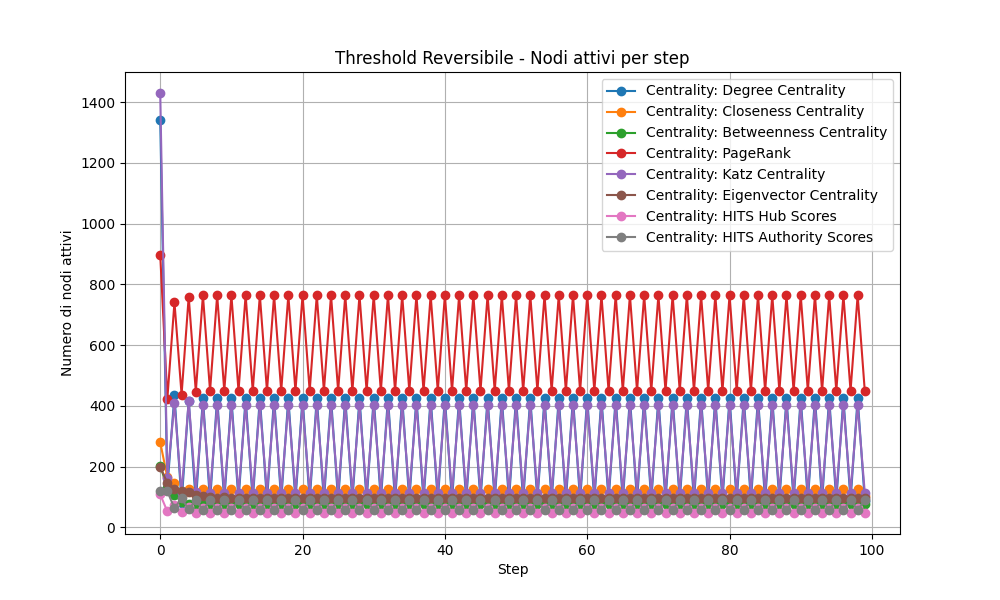 Threshold Reversibile - Nodi attivi per step
Centrality: Degree Centrality
Centrality: Closeness Centrality
Centrality: Betweenness Centrality
Centrality: PageRank
Centrality: Katz Centrality
Centrality: Eigenvector Centrality
Centrality: HITS Hub Scores
Centrality: HITS Authority Scores
Numero di nodi attivi
1400
1200
1000
800
600
400
200
0
0 20 40 60 80 100
Step